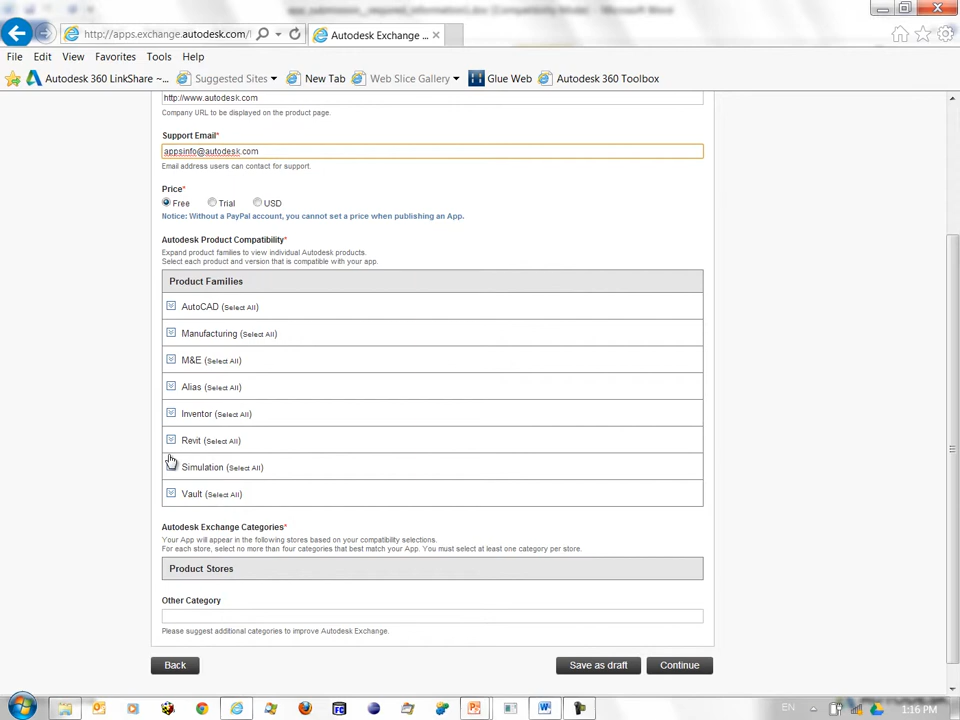 app_submission__required_information1.doc [Compatibility Mode] - Microsoft Word
http://apps.exchange.autodesk.com/
Autodesk Exchange ...
File Edit View Favorites Tools Help
Autodesk 360 LinkShare ... Suggested Sites New Tab Web Slice Gallery Glue Web Autodesk 360 Toolbox
http://www.autodesk.com
Company URL to be displayed on the product page.
Support Email*
appsinfo@autodesk.com
Email address users can contact for support.
Price*
Free Trial USD
Notice: Without a PayPal account, you cannot set a price when publishing an App.
Autodesk Product Compatibility*
Expand product families to view individual Autodesk products.
Select each product and version that is compatible with your app.
Product Families
AutoCAD (Select All)
Manufacturing (Select All)
M&E (Select All)
Alias (Select All)
Inventor (Select All)
Revit (Select All)
Simulation (Select All)
Vault (Select All)
Autodesk Exchange Categories*
Your App will appear in the following stores based on your compatibility selections.
For each store, select no more than four categories that best match your App. You must select at least one category per store.
Product Stores
Other Category
Please suggest additional categories to improve Autodesk Exchange.
Back Save as draft Continue
EN 1:16 PM